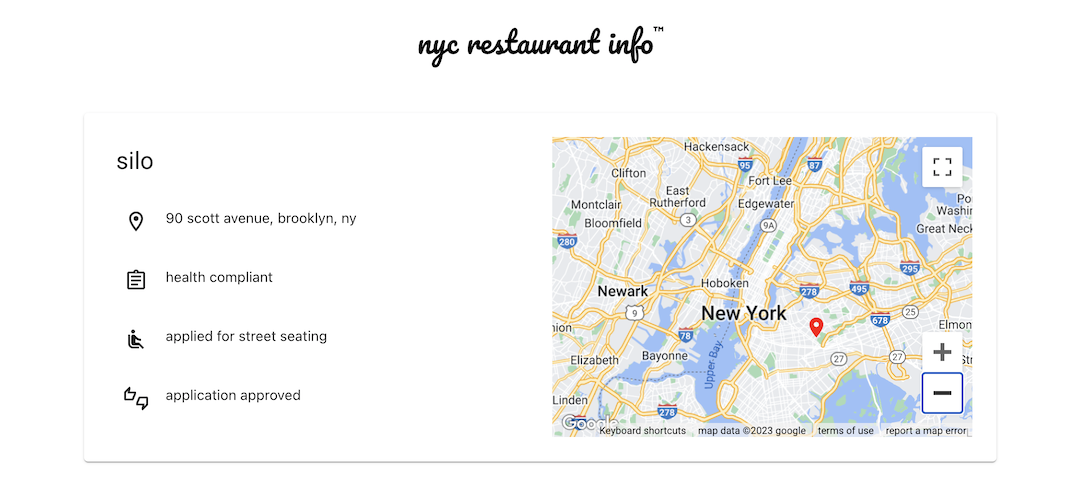 nyc restaurant info™
silo
90 scott avenue, brooklyn, ny
health compliant
applied for street seating
application approved
Hackensack
95
87
Clifton
Fort Lee
East
Rutherford
Edgewater
Montclair
Bloomfield
3
9A
Washin
Great Neck
280
295
Hoboken
278
495
Newark
9
New York
25
678
Elmon
78
27
27
Elizabeth
Bayonne
Upper Bay
Linden
278
Google
Keyboard shortcuts
map data ©2023 google
terms of use
report a map error